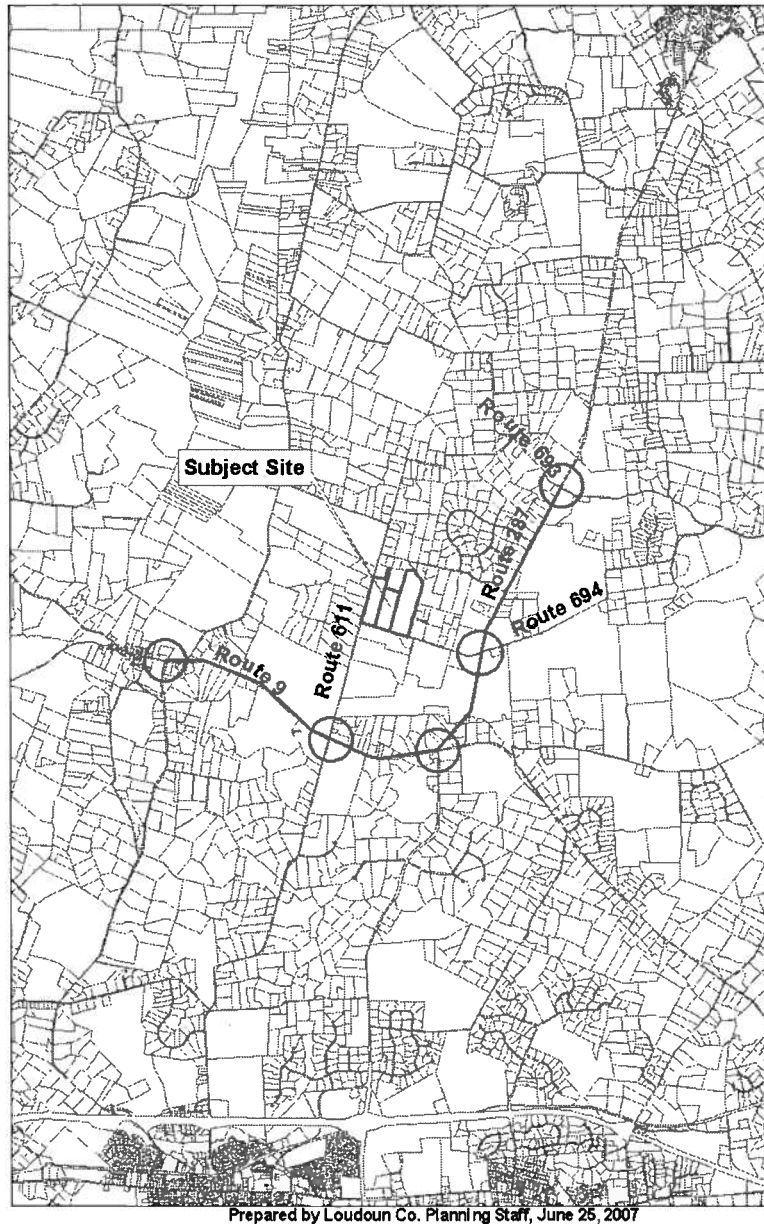 Route 693
Subject Site
Route 287
Route 694
Route 611
Route 9
Prepared by Loudoun Co. Planning Staff, June 25, 2007